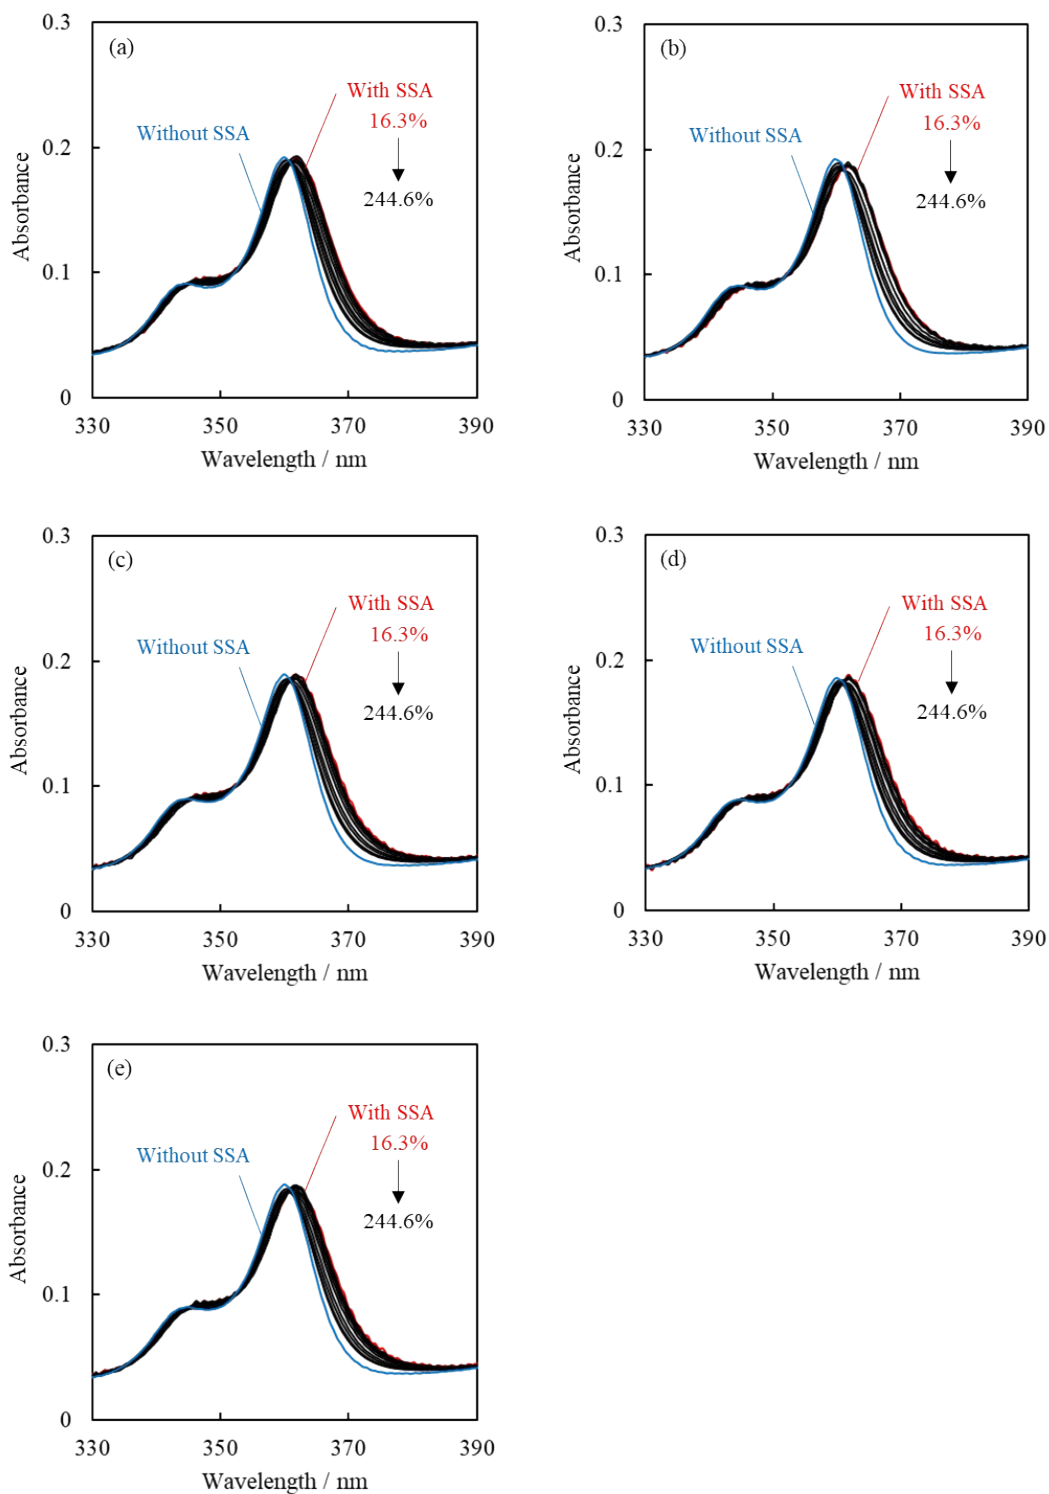 (a)
0.3
0.2
0.1
0
Absorbance
Without SSA
With SSA
16.3%
244.6%
330
350
370
390
Wavelength / nm
(b)
0.3
0.2
0.1
0
Absorbance
Without SSA
With SSA
16.3%
244.6%
330
350
370
390
Wavelength / nm
(c)
0.3
0.2
0.1
0
Absorbance
Without SSA
With SSA
16.3%
244.6%
330
350
370
390
Wavelength / nm
(d)
0.3
0.2
0.1
0
Absorbance
Without SSA
With SSA
16.3%
244.6%
330
350
370
390
Wavelength / nm
(e)
0.3
0.2
0.1
0
Absorbance
Without SSA
With SSA
16.3%
244.6%
330
350
370
390
Wavelength / nm